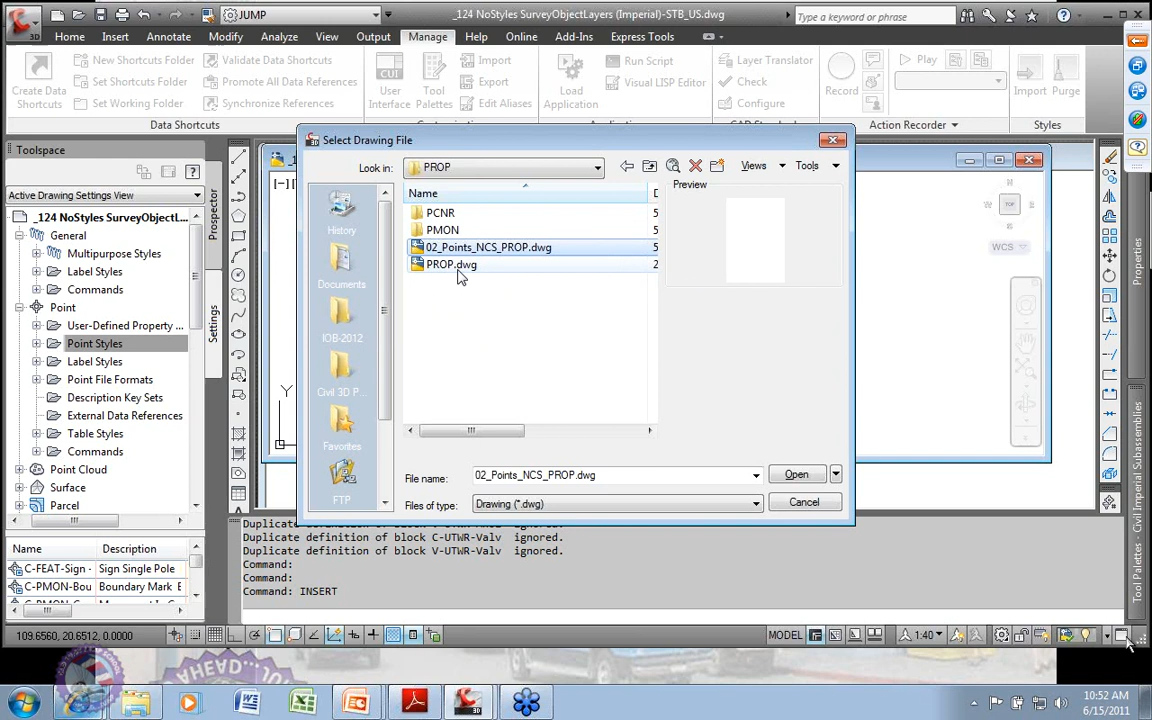 JUMP
_124 NoStyles SurveyObjectLayers (Imperial)-STB_US.dwg
Type a keyword or phrase
3D
Home Insert Annotate Modify Analyze View Output Manage Help Online Add-Ins Express Tools
New Shortcuts Folder
Set Shortcuts Folder
Set Working Folder
Create Data
Shortcuts
Validate Data Shortcuts
Promote All Data References
Synchronize References
Data Shortcuts
User
Interface
Tool
Palettes
Import
Export
Edit Aliases
Load
Application
Run Script
Visual LISP Editor
Layer Translator
Check
Configure
Record
Play
Action Recorder
Import Purge
Styles
Toolspace
Active Drawing Settings View
_124 NoStyles SurveyObjectL...
General
Multipurpose Styles
Label Styles
Commands
Point
User-Defined Property ...
Point Styles
Label Styles
Point File Formats
Description Key Sets
External Data References
Table Styles
Commands
Point Cloud
Surface
Parcel
Name Description
C-FEAT-Sign - Sign Single Pole
C-PMON-Bou Boundary Mark E
Prospector
Settings
Select Drawing File
Look in: PROP
Views Tools
History
Documents
IOB-2012
Civil 3D P...
Favorites
FTP
Name D
PCNR 5
PMON 5
02_Points_NCS_PROP.dwg 5
PROP.dwg 2
Preview
File name: 02_Points_NCS_PROP.dwg
Files of type: Drawing (*.dwg)
Open
Cancel
[-]
Y
TOP
WCS
Properties
Tool Palettes - Civil Imperial Subassemblies
Duplicate definition of block C-UTWR-Valv ignored.
Duplicate definition of block V-UTWR-Valv ignored.
Command:
Command:
Command: INSERT
109.6560, 20.6512, 0.0000
MODEL
1:40
10:52 AM
6/15/2011